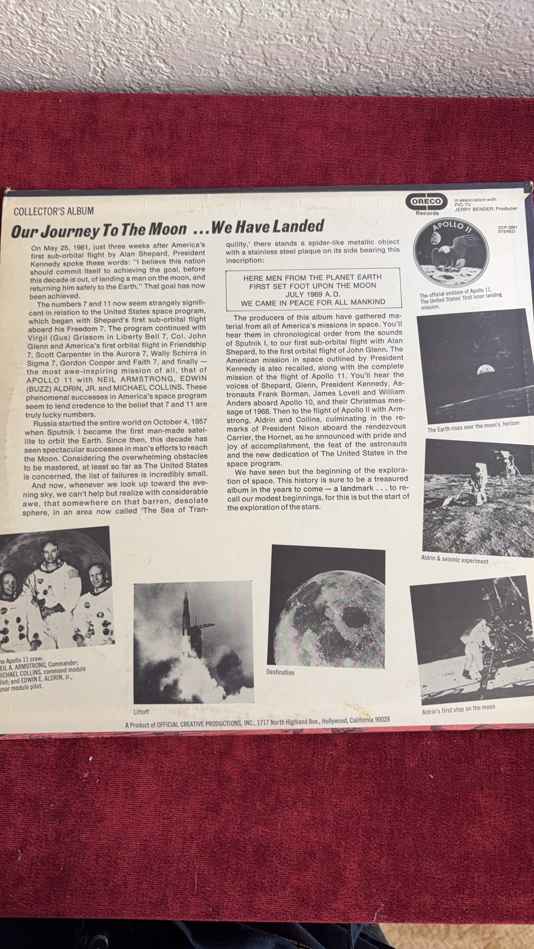 COLLECTOR'S ALBUM
Our Journey To The Moon ...We Have Landed
On May 25, 1961, just three weeks after America's
first sub-orbital flight by Alan Shepard, President
Kennedy spoke these words: "I believe this nation
should commit itself to achieving the goal, before
this decade is out, of landing a man on the moon, and
returning him safely to the Earth." That goal has now
been achieved.
The numbers 7 and 11 now seem strangely signifi-
cant in relation to the United States space program,
which began with Shepard's first sub-orbital flight
aboard his Freedom 7. The program continued with
Virgil (Gus) Grissom in Liberty Bell 7, Col. John
Glenn and America's first orbital flight in Friendship
7, Scott Carpenter in the Aurora 7, Wally Schirra in
Sigma 7, Gordon Cooper and Faith 7, and finally —
the most awe-inspiring mission of all, that of
APOLLO 11 with NEIL ARMSTRONG, EDWIN
(BUZZ) ALDRIN, JR. and MICHAEL COLLINS. These
phenomenal successes in America's space program
seem to lend credence to the belief that 7 and 11 are
truly lucky numbers.
Russia startled the entire world on October 4, 1957
when Sputnik I became the first man-made satel-
lite to orbit the Earth. Since then, this decade has
seen spectacular successes in man's efforts to reach
the Moon. Considering the overwhelming obstacles
to be mastered, at least so far as The United States
is concerned, the list of failures is incredibly small.
And now, whenever we look up toward the eve-
ning sky, we can't help but realize with considerable
awe, that somewhere on that barren, desolate
sphere, in an area now called 'The Sea of Tran-
quility,' there stands a spider-like metallic object
with a stainless steel plaque on its side bearing this
inscription:
HERE MEN FROM THE PLANET EARTH
FIRST SET FOOT UPON THE MOON
JULY 1969 A.D.
WE CAME IN PEACE FOR ALL MANKIND
The producers of this album have gathered ma-
terial from all of America's missions in space. You'll
hear them in chronological order from the sounds
of Sputnik I, to our first sub-orbital flight with Alan
Shepard, to the first orbital flight of John Glenn. The
American mission in space outlined by President
Kennedy is also recalled, along with the complete
mission of the flight of Apollo 11. You'll hear the
voices of Shepard, Glenn, President Kennedy, As-
tronauts Frank Borman, James Lovell and William
Anders aboard Apollo 10, and their Christmas mes-
sage of 1968. Then to the flight of Apollo 11 with Arm-
strong, Aldrin and Collins, culminating in the re-
marks of President Nixon aboard the rendezvous
Carrier, the Hornet, as he announced with pride and
joy of accomplishment, the feat of the astronauts
and the new dedication of The United States in the
space program.
We have seen but the beginning of the explora-
tion of space. This history is sure to be a treasured
album in the years to come — a landmark . . . to re-
call our modest beginnings, for this is but the start of
the exploration of the stars.
ORECO
Records
in association with
JERRY BENDER, Producer
STEREO
APOLLO 11
The official emblem of Apollo 11,
The United States' first lunar landing
mission.
The Earth rises over the moon's horizon
Aldrin & seismic experiment
Aldrin's first step on the moon
Apollo 11 crew:
NEIL A. ARMSTRONG, Commander;
MICHAEL COLLINS, command module
pilot; and EDWIN E. ALDRIN, Jr.,
lunar module pilot.
Liftoff
Destination
A Product of OFFICIAL CREATIVE PRODUCTIONS, INC., 1717 North Highland Ave., Hollywood, California 90028